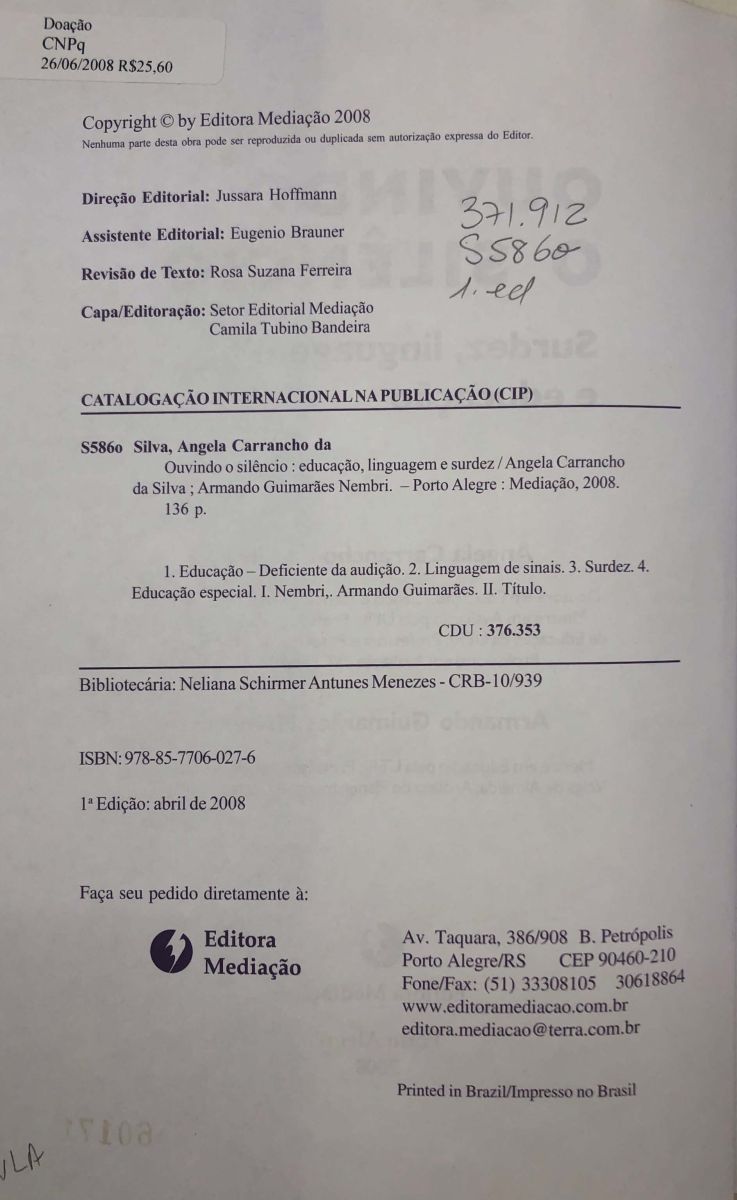 Doação
CNPq
26/06/2008 R$25,60
Copyright © by Editora Mediação 2008
Nenhuma parte desta obra pode ser reproduzida ou duplicada sem autorização expressa do Editor.
Direção Editorial: Jussara Hoffmann
Assistente Editorial: Eugenio Brauner
Revisão de Texto: Rosa Suzana Ferreira
Capa/Editoração: Setor Editorial Mediação
Camila Tubino Bandeira
371.912
S586o
1. ed
CATALOGAÇÃO INTERNACIONAL NA PUBLICAÇÃO (CIP)
S586o Silva, Angela Carrancho da
Ouvindo o silêncio : educação, linguagem e surdez / Angela Carrancho
da Silva ; Armando Guimarães Nembri. – Porto Alegre : Mediação, 2008.
136 p.
1. Educação – Deficiente da audição. 2. Linguagem de sinais. 3. Surdez. 4.
Educação especial. I. Nembri,. Armando Guimarães. II. Título.
CDU : 376.353
Bibliotecária: Neliana Schirmer Antunes Menezes - CRB-10/939
ISBN: 978-85-7706-027-6
1ª Edição: abril de 2008
Faça seu pedido diretamente à:
Editora
Mediação
Av. Taquara, 386/908 B. Petrópolis
Porto Alegre/RS CEP 90460-210
Fone/Fax: (51) 33308105 30618864
www.editoramediacao.com.br
editora.mediacao@terra.com.br
Printed in Brazil/Impresso no Brasil